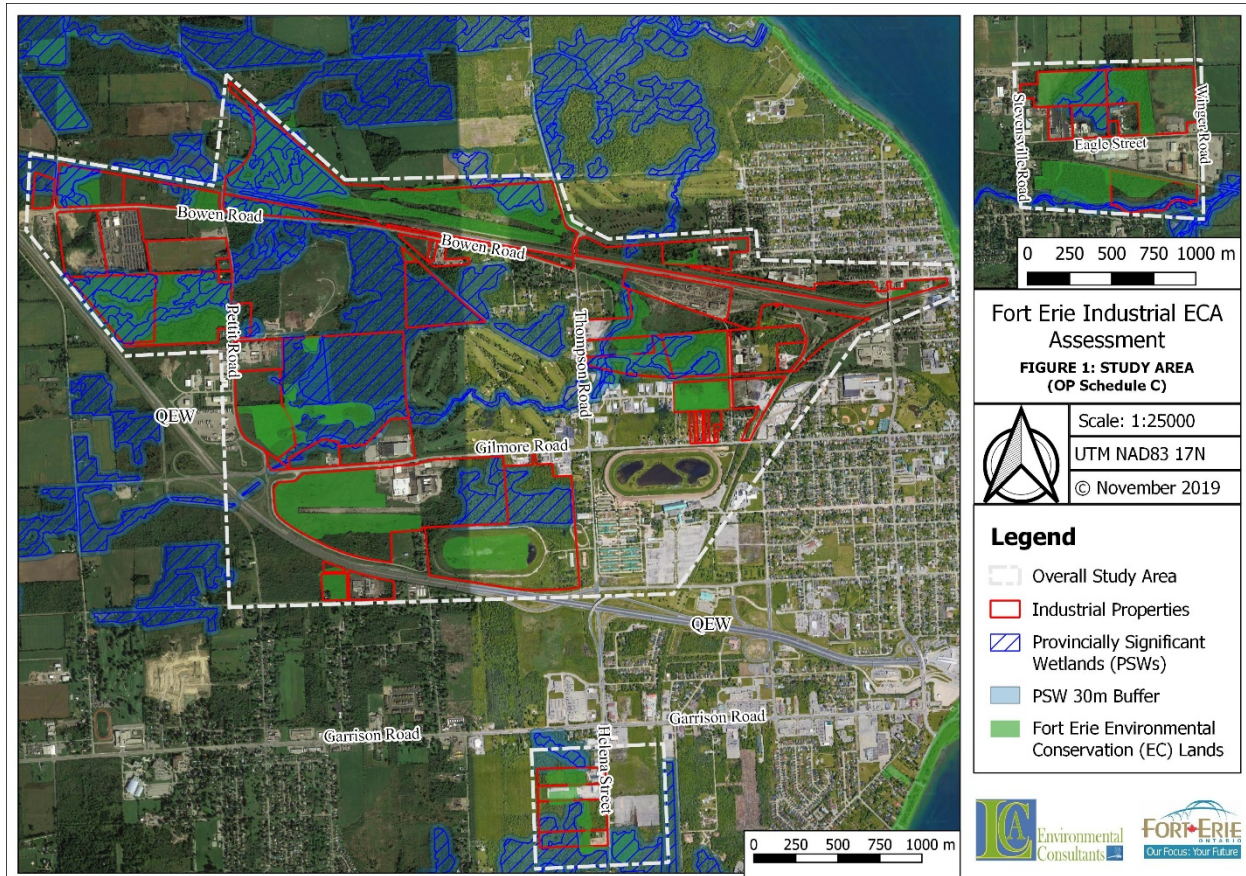 Bowen Road
Bowen Road
Pettit Road
Thompson Road
QEW
Gilmore Road
QEW
Garrison Road
Garrison Road
Helena Street
0 250 500 750 1000 m
Stevensville Road
Eagle Street
Winger Road
0 250 500 750 1000 m
Fort Erie Industrial ECA
Assessment
FIGURE 1: STUDY AREA
(OP Schedule C)
Scale: 1:25000
UTM NAD83 17N
© November 2019
Legend
Overall Study Area
Industrial Properties
Provincially Significant
Wetlands (PSWs)
PSW 30m Buffer
Fort Erie Environmental
Conservation (EC) Lands
LCA
Environmental
Consultants
FORT ERIE
ONTARIO
Our Focus: Your Future